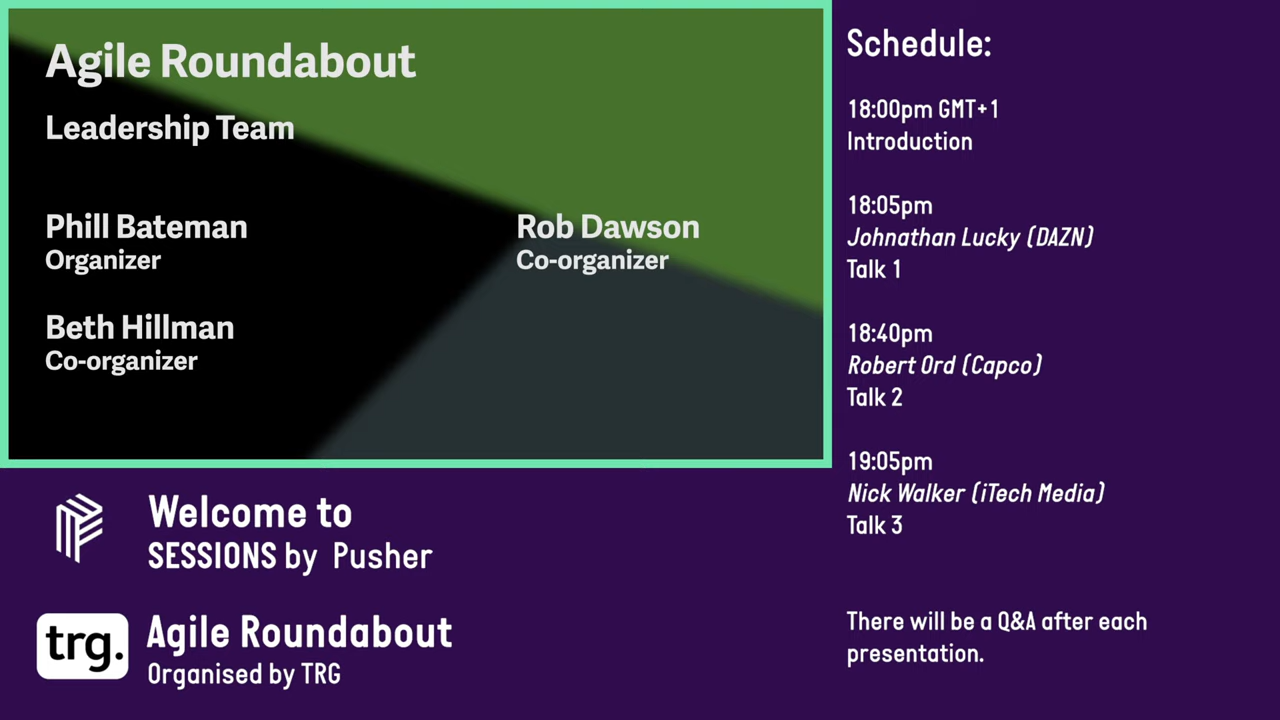 Agile Roundabout
Leadership Team
Phill Bateman
Organizer
Rob Dawson
Co-organizer
Beth Hillman
Co-organizer
Welcome to
SESSIONS by Pusher
trg.
Agile Roundabout
Organised by TRG
Schedule:
18:00pm GMT+1
Introduction
18:05pm
Johnathan Lucky (DAZN)
Talk 1
18:40pm
Robert Ord (Capco)
Talk 2
19:05pm
Nick Walker (iTech Media)
Talk 3
There will be a Q&A after each
presentation.